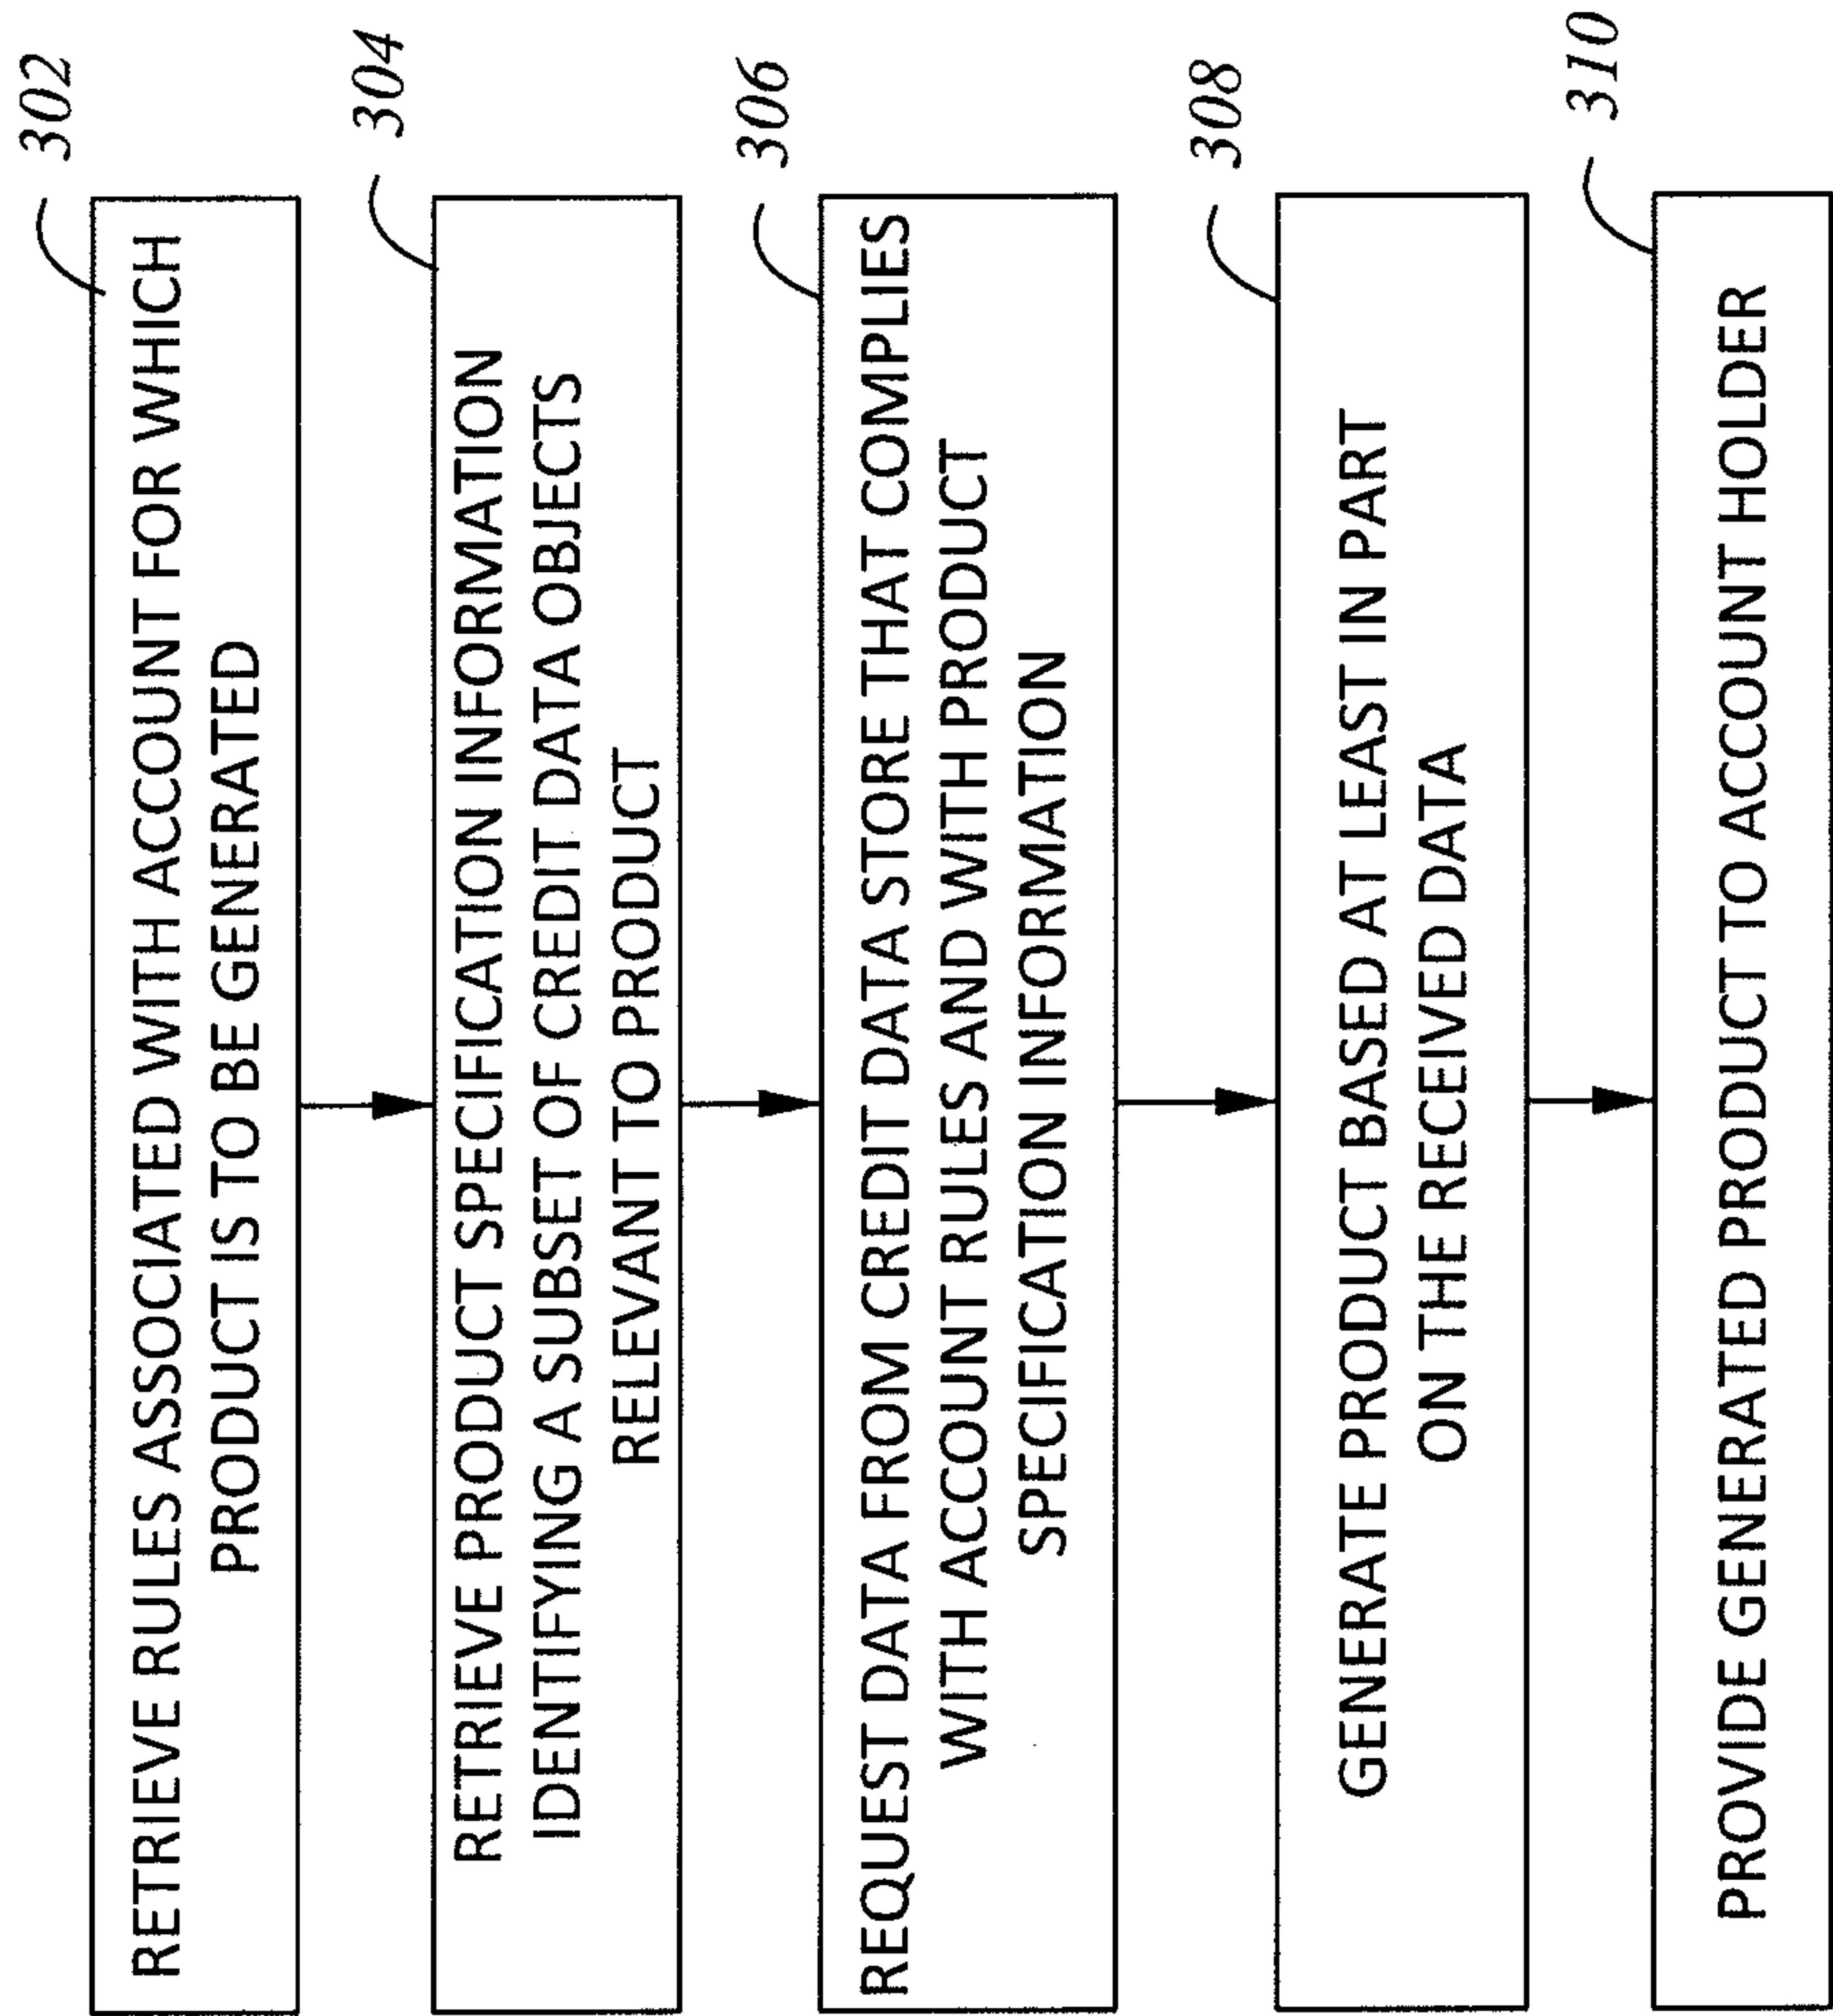 302
RETRIEVE RULES ASSOCIATED WITH ACCOUNT FOR WHICH
PRODUCT IS TO BE GENERATED
304
RETRIEVE PRODUCT SPECIFICATION INFORMATION
IDENTIFYING A SUBSET OF CREDIT DATA OBJECTS
RELEVANT TO PRODUCT
306
REQUEST DATA FROM CREDIT DATA STORE THAT COMPLIES
WITH ACCOUNT RULES AND WITH PRODUCT
SPECIFICATION INFORMATION
308
GENERATE PRODUCT BASED AT LEAST IN PART
ON THE RECEIVED DATA
310
PROVIDE GENERATED PRODUCT TO ACCOUNT HOLDER